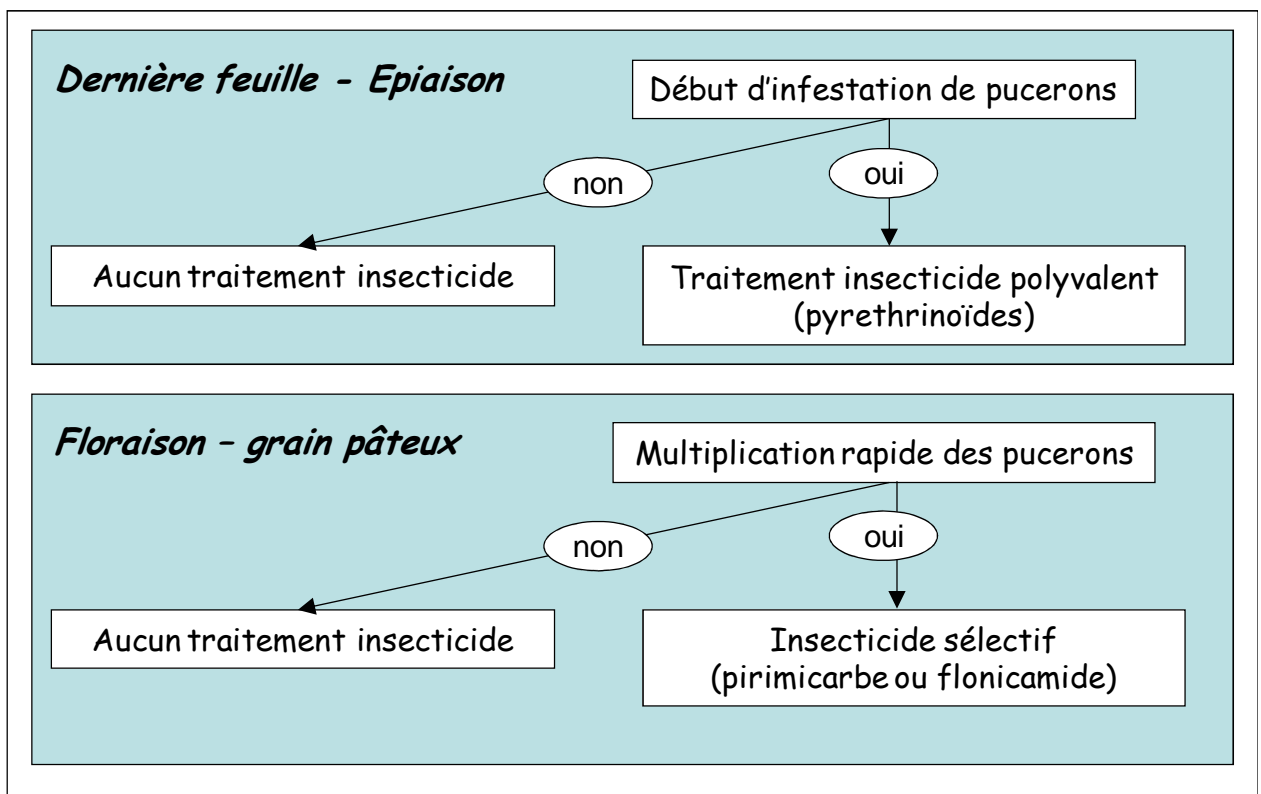 Dernière feuille - Epiaison
Début d'infestation de pucerons
non
oui
Aucun traitement insecticide
Traitement insecticide polyvalent
(pyrethrinoïdes)
Floraison – grain pâteux
Multiplication rapide des pucerons
non
oui
Aucun traitement insecticide
Insecticide sélectif
(pirimicarbe ou flonicamide)